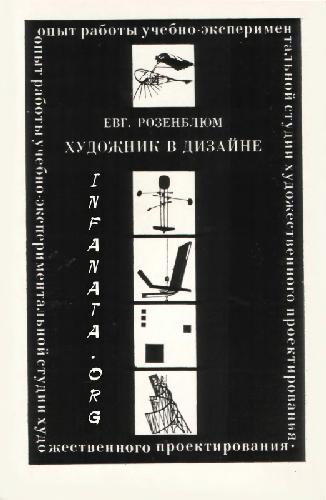 опыт работы учебно-эксперимен
тальной студии художественного проектирования ·
опыт работы учебно-экспериментальной студии худо
жественного проектирования ·
ЕВГ. РОЗЕНБЛЮМ
ХУДОЖНИК В ДИЗАЙНЕ
INFANATA.ORG